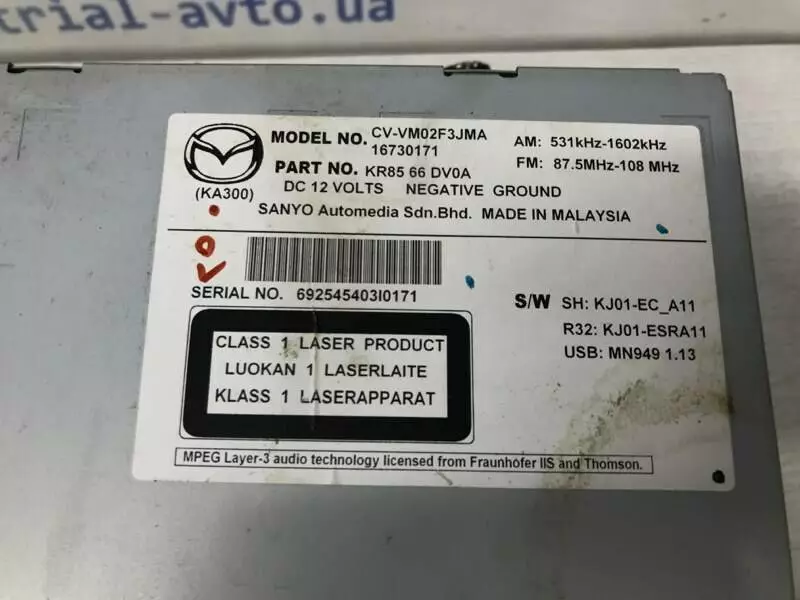 trial-avto.ua
MODEL NO. CV-VM02F3JMA
16730171
AM: 531kHz-1602kHz
PART NO. KR85 66 DV0A
FM: 87.5MHz-108 MHz
(KA300)
DC 12 VOLTS NEGATIVE GROUND
SANYO Automedia Sdn.Bhd. MADE IN MALAYSIA
SERIAL NO. 692545403I0171
S/W SH: KJ01-EC_A11
R32: KJ01-ESRA11
USB: MN949 1.13
CLASS 1 LASER PRODUCT
LUOKAN 1 LASERLAITE
KLASS 1 LASERAPPARAT
MPEG Layer-3 audio technology licensed from Fraunhofer IIS and Thomson.